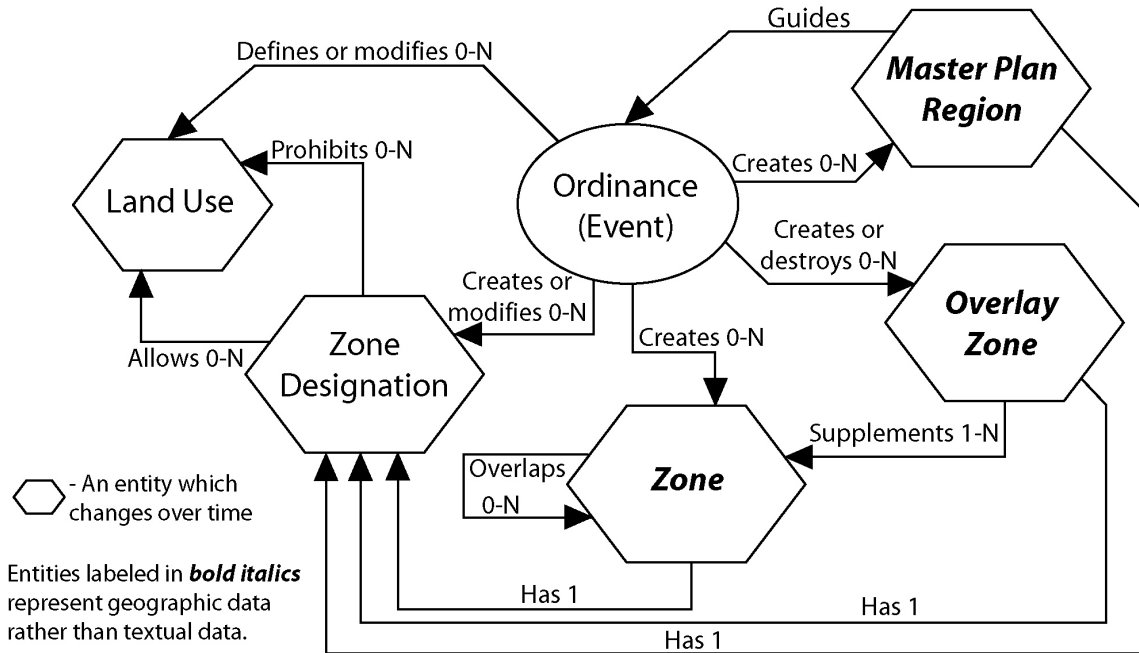 Guides
Defines or modifies 0-N
Master Plan
Region
Prohibits 0-N
Creates 0-N
Land Use
Ordinance
(Event)
Creates or
destroys 0-N
Creates or
modifies 0-N
Overlay
Zone
Allows 0-N
Zone
Designation
Creates 0-N
Supplements 1-N
Overlaps
0-N
Zone
- An entity which
changes over time
Entities labeled in bold italics
represent geographic data
rather than textual data.
Has 1
Has 1
Has 1